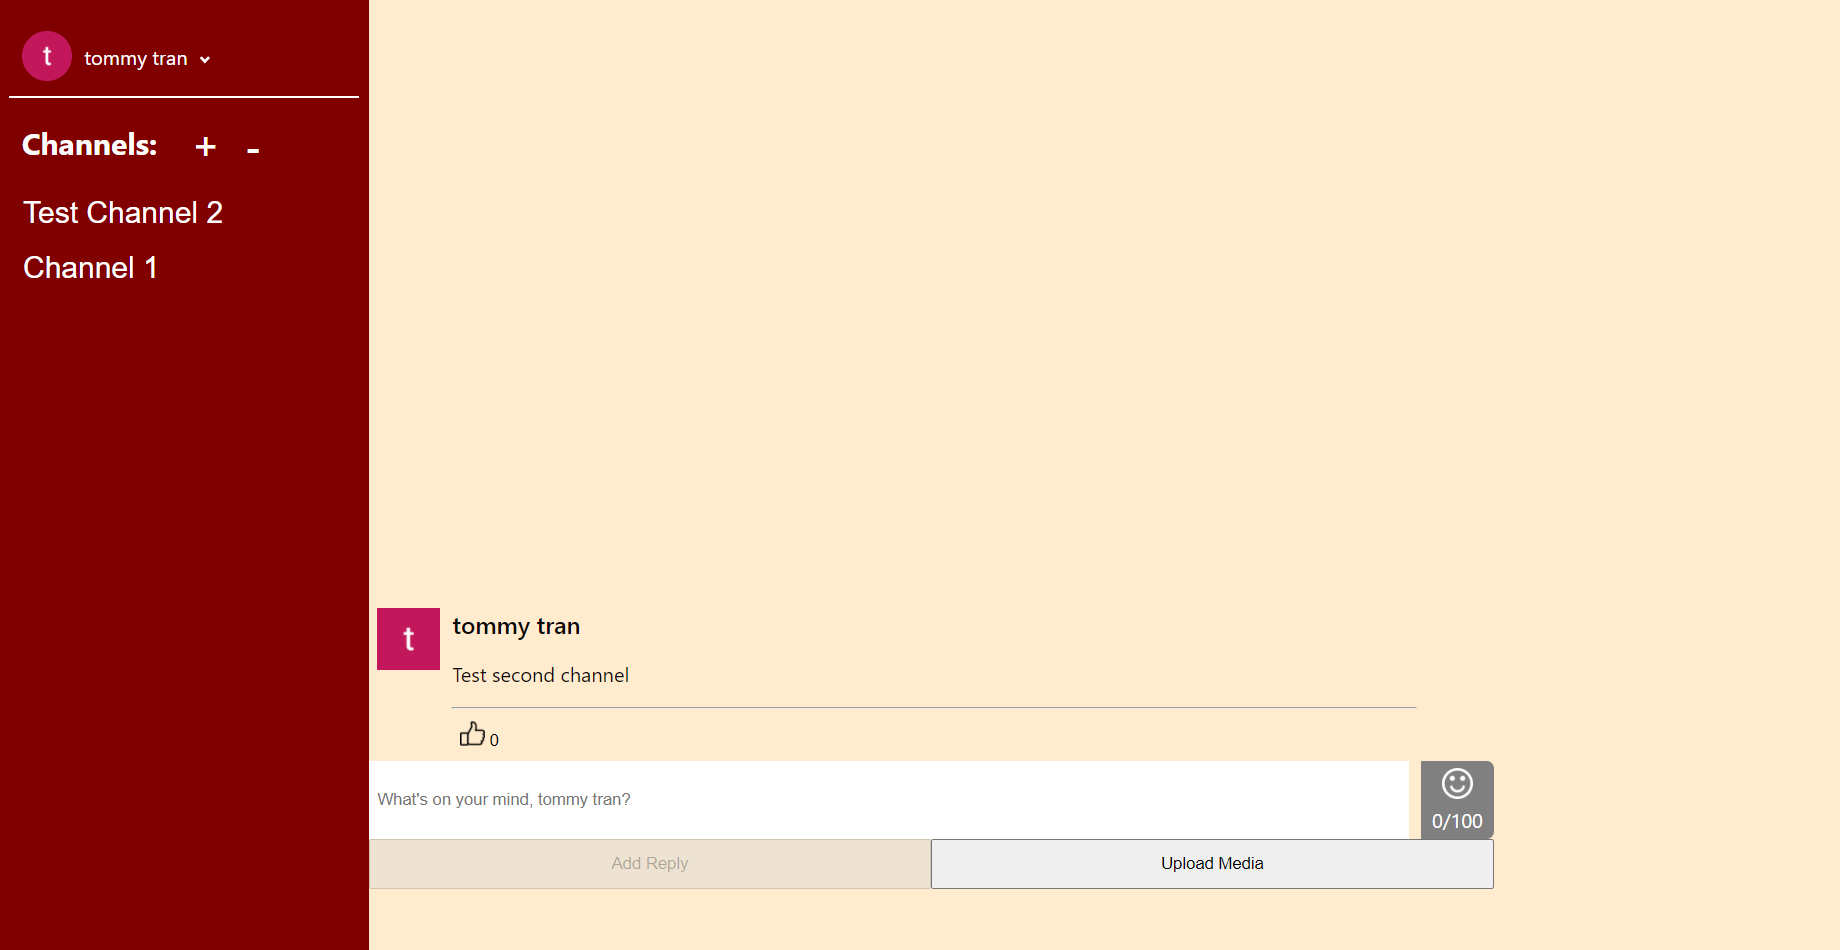 t tommy tran
Channels: + -
Test Channel 2
Channel 1
t tommy tran
Test second channel
0
What's on your mind, tommy tran?
0/100
Add Reply Upload Media